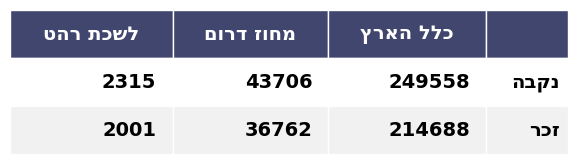 כלל הארץ מחוז דרום לשכת רהט
נקבה 249558 43706 2315
זכר 214688 36762 2001